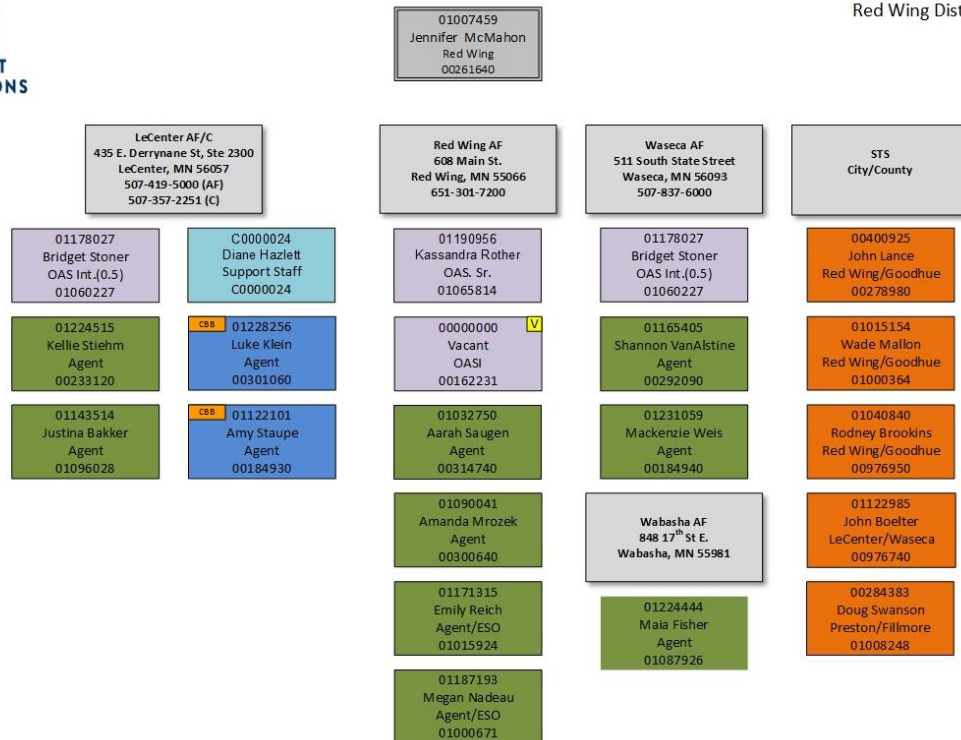 Red Wing Dist
T
ONS
01007459
Jennifer McMahon
Red Wing
00261640
LeCenter AF/C
435 E. Derrynane St, Ste 2300
LeCenter, MN 56057
507-419-5000 (AF)
507-357-2251 (C)
01178027
Bridget Stoner
OAS Int.(0.5)
01060227
C0000024
Diane Hazlett
Support Staff
C0000024
01224515
Kellie Stiehm
Agent
00233120
CBB
01228256
Luke Klein
Agent
00301060
01143514
Justina Bakker
Agent
01096028
CBB
01122101
Amy Staupe
Agent
00184930
Red Wing AF
608 Main St.
Red Wing, MN 55066
651-301-7200
01190956
Kassandra Rother
OAS. Sr.
01065814
00000000
V
Vacant
OASI
00162231
01032750
Aarah Saugen
Agent
00314740
01090041
Amanda Mrozek
Agent
00300640
01171315
Emily Reich
Agent/ESO
01015924
01187193
Megan Nadeau
Agent/ESO
01000671
Waseca AF
511 South State Street
Waseca, MN 56093
507-837-6000
01178027
Bridget Stoner
OAS Int.(0.5)
01060227
01165405
Shannon VanAlstine
Agent
00292090
01231059
Mackenzie Weis
Agent
00184940
Wabasha AF
848 17th St E.
Wabasha, MN 55981
01224444
Maia Fisher
Agent
01087926
STS
City/County
00400925
John Lance
Red Wing/Goodhue
00278980
01015154
Wade Mallon
Red Wing/Goodhue
01000364
01040840
Rodney Brookins
Red Wing/Goodhue
00976950
01122985
John Boelter
LeCenter/Waseca
00976740
00284383
Doug Swanson
Preston/Fillmore
01008248